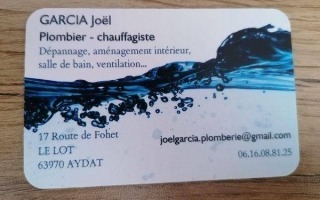 GARCIA Joël
Plombier - chauffagiste
Dépannage, aménagement intérieur,
salle de bain, ventilation...
17 Route de Fohet
LE LOT
63970 AYDAT
joelgarcia.plomberie@gmail.com
06.16.08.81.25